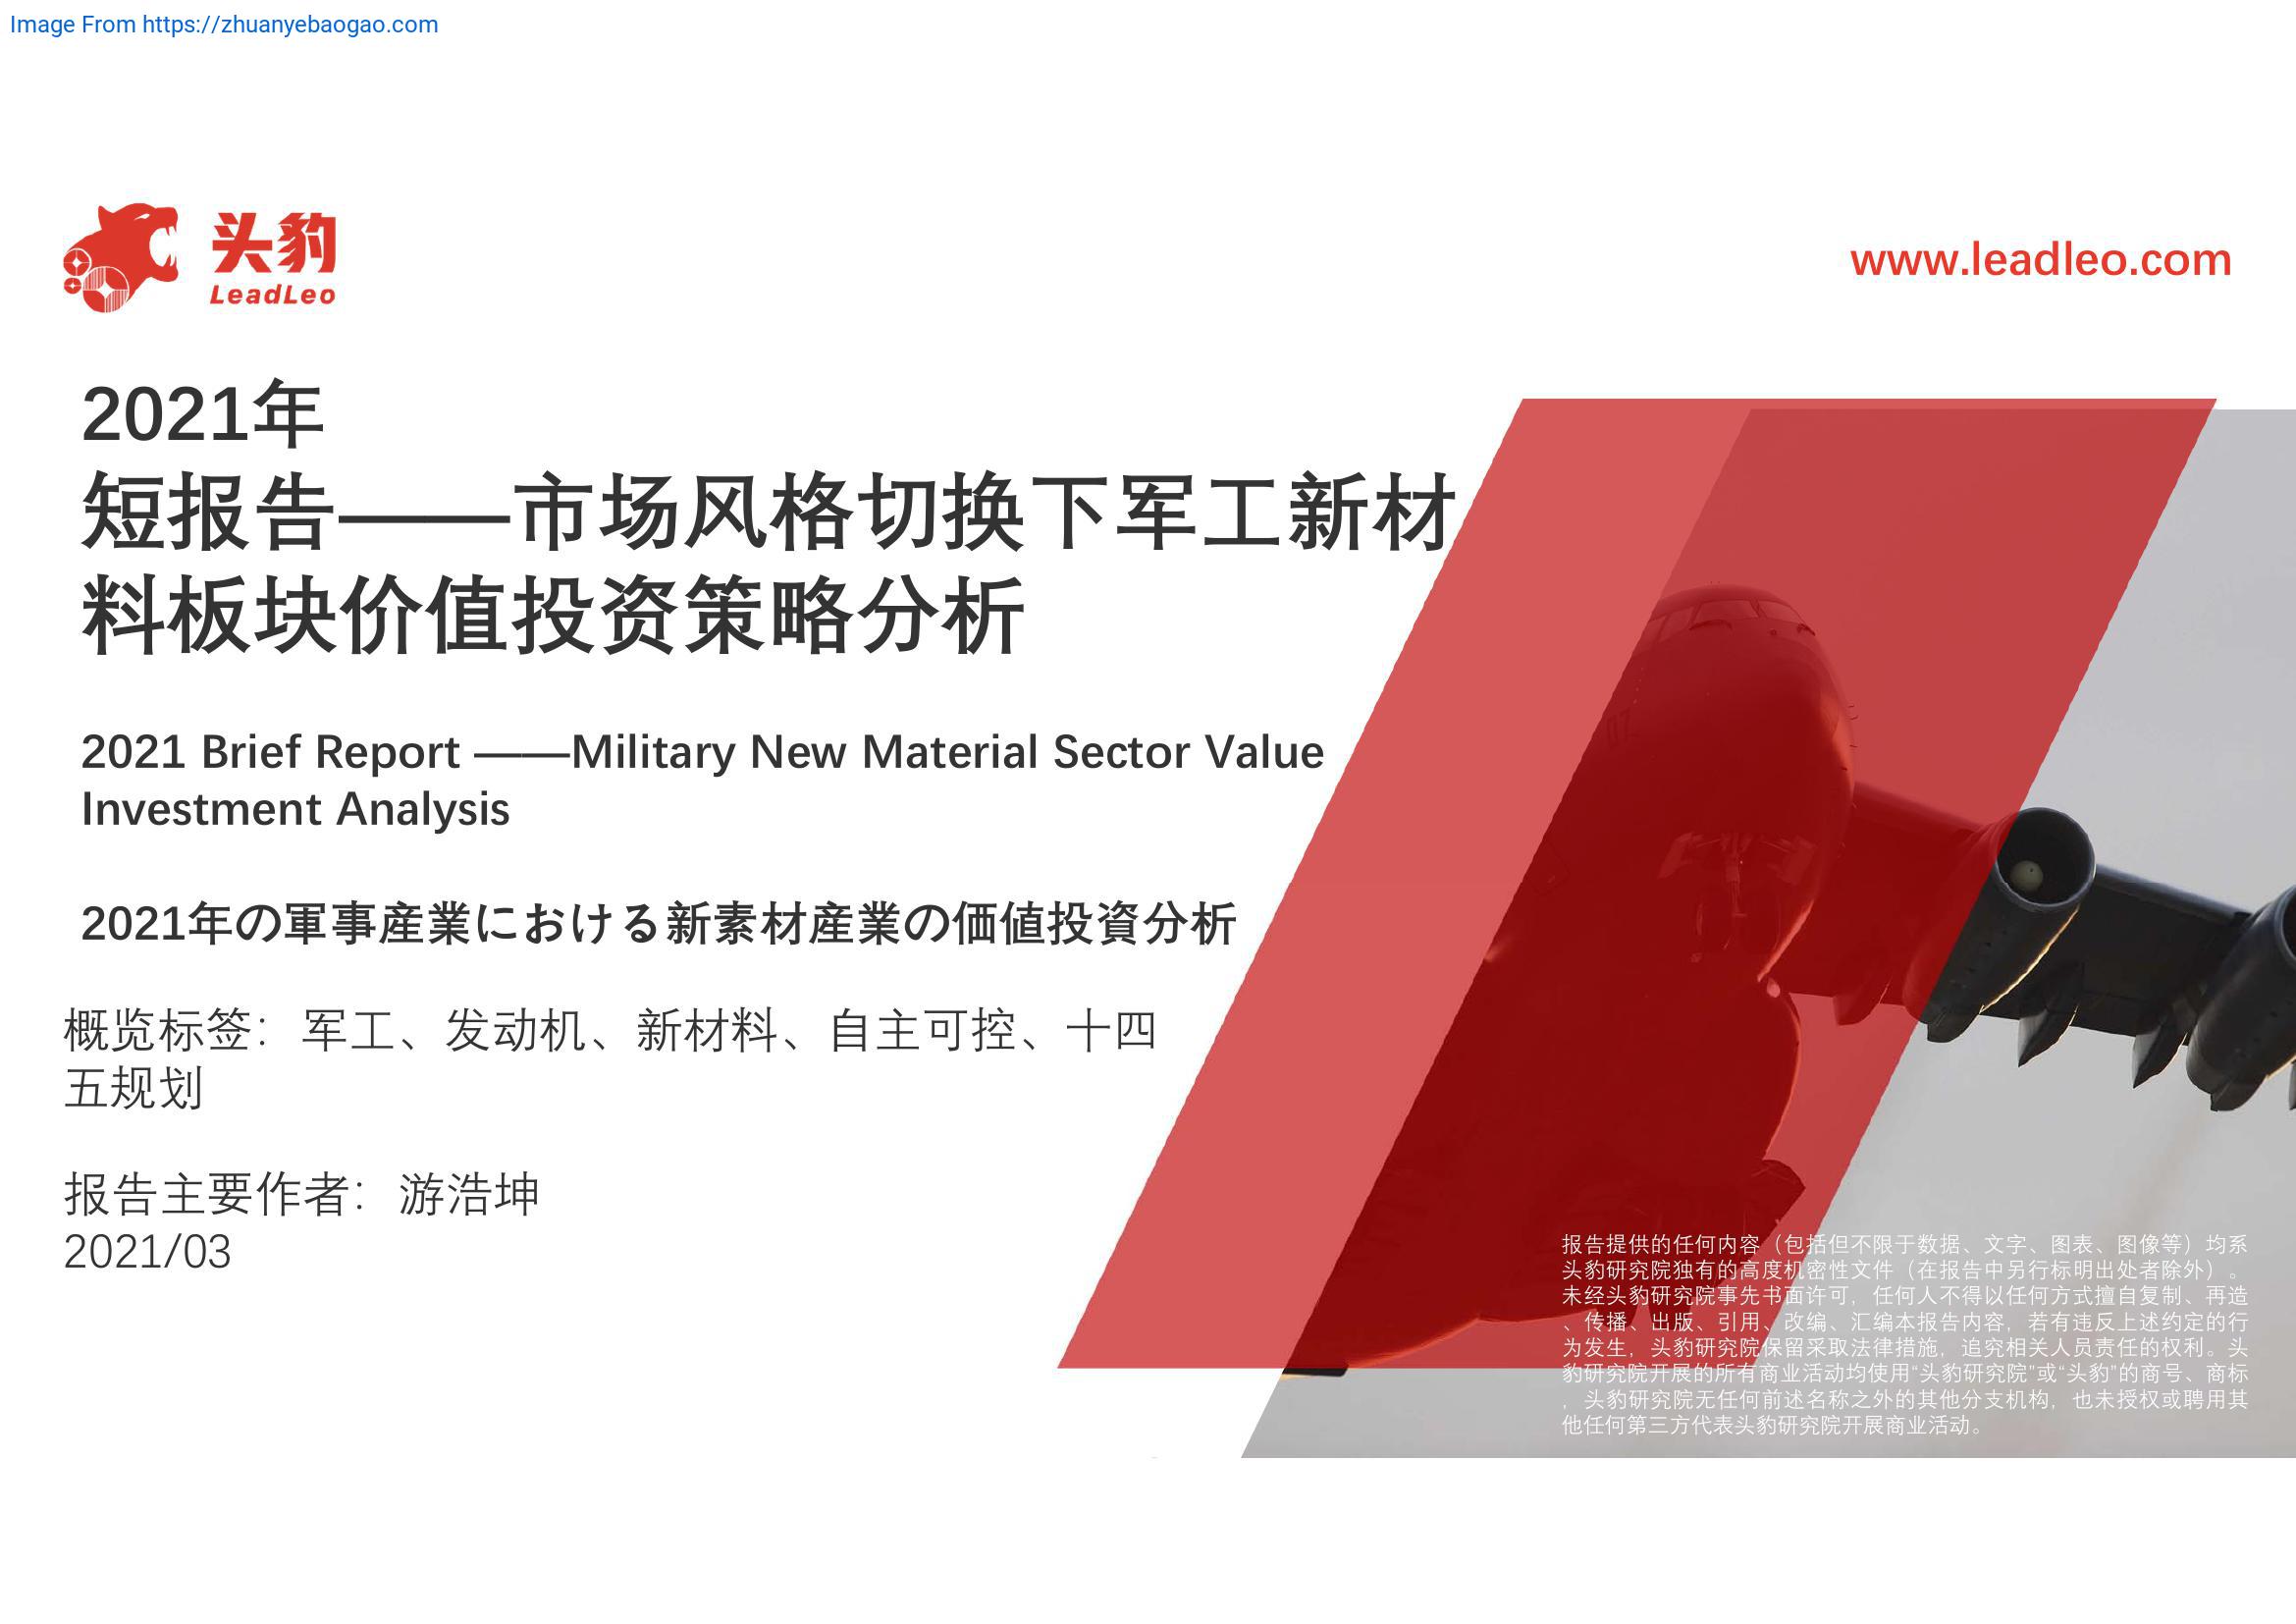 Image From https://zhuanyebaogao.com
头豹
LeadLeo
www.leadleo.com
2021年
短报告——市场风格切换下军工新材
料板块价值投资策略分析
2021 Brief Report ——Military New Material Sector Value
Investment Analysis
2021年の軍事産業における新素材産業の価値投資分析
概览标签：军工、发动机、新材料、自主可控、十四
五规划
报告主要作者：游浩坤
2021/03
报告提供的任何内容（包括但不限于数据、文字、图表、图像等）均系
头豹研究院独有的高度机密性文件（在报告中另行标明出处者除外）。
未经头豹研究院事先书面许可，任何人不得以任何方式擅自复制、再造
、传播、出版、引用、改编、汇编本报告内容，若有违反上述约定的行
为发生，头豹研究院保留采取法律措施，追究相关人员责任的权利。头
豹研究院开展的所有商业活动均使用“头豹研究院”或“头豹”的商号、商标
，头豹研究院无任何前述名称之外的其他分支机构，也未授权或聘用其
他任何第三方代表头豹研究院开展商业活动。